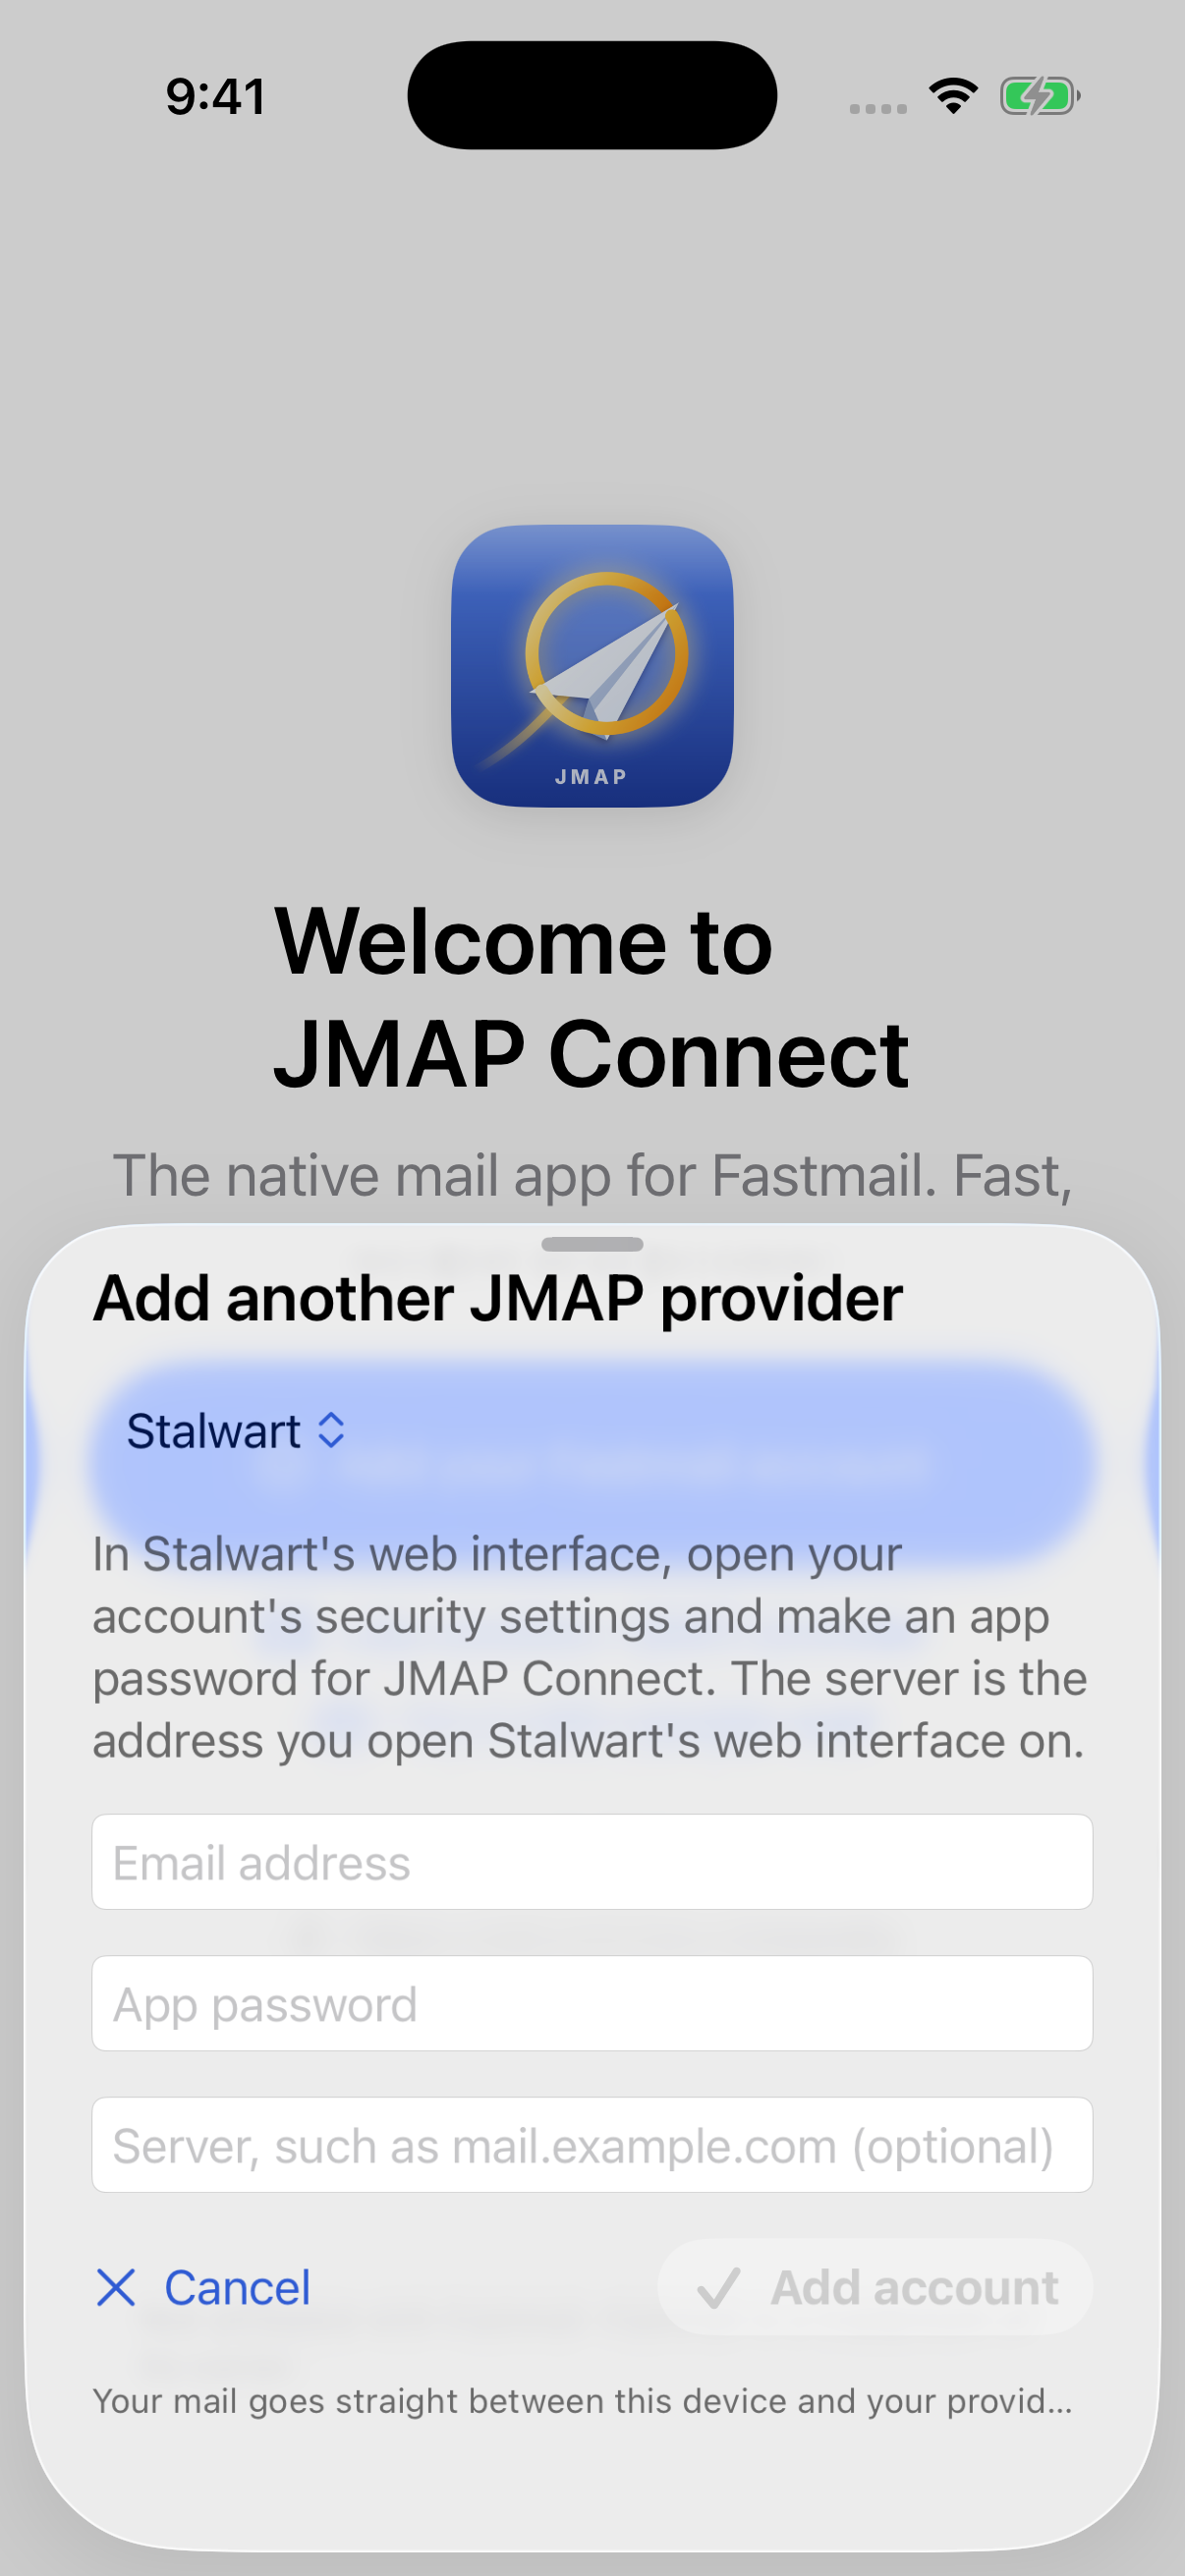 9:41
JMAP
Welcome to
JMAP Connect
The native mail app for Fastmail. Fast,
Add another JMAP provider
Stalwart
In Stalwart's web interface, open your
account's security settings and make an app
password for JMAP Connect. The server is the
address you open Stalwart's web interface on.
Email address
App password
Server, such as mail.example.com (optional)
Cancel
Add account
Your mail goes straight between this device and your provid...